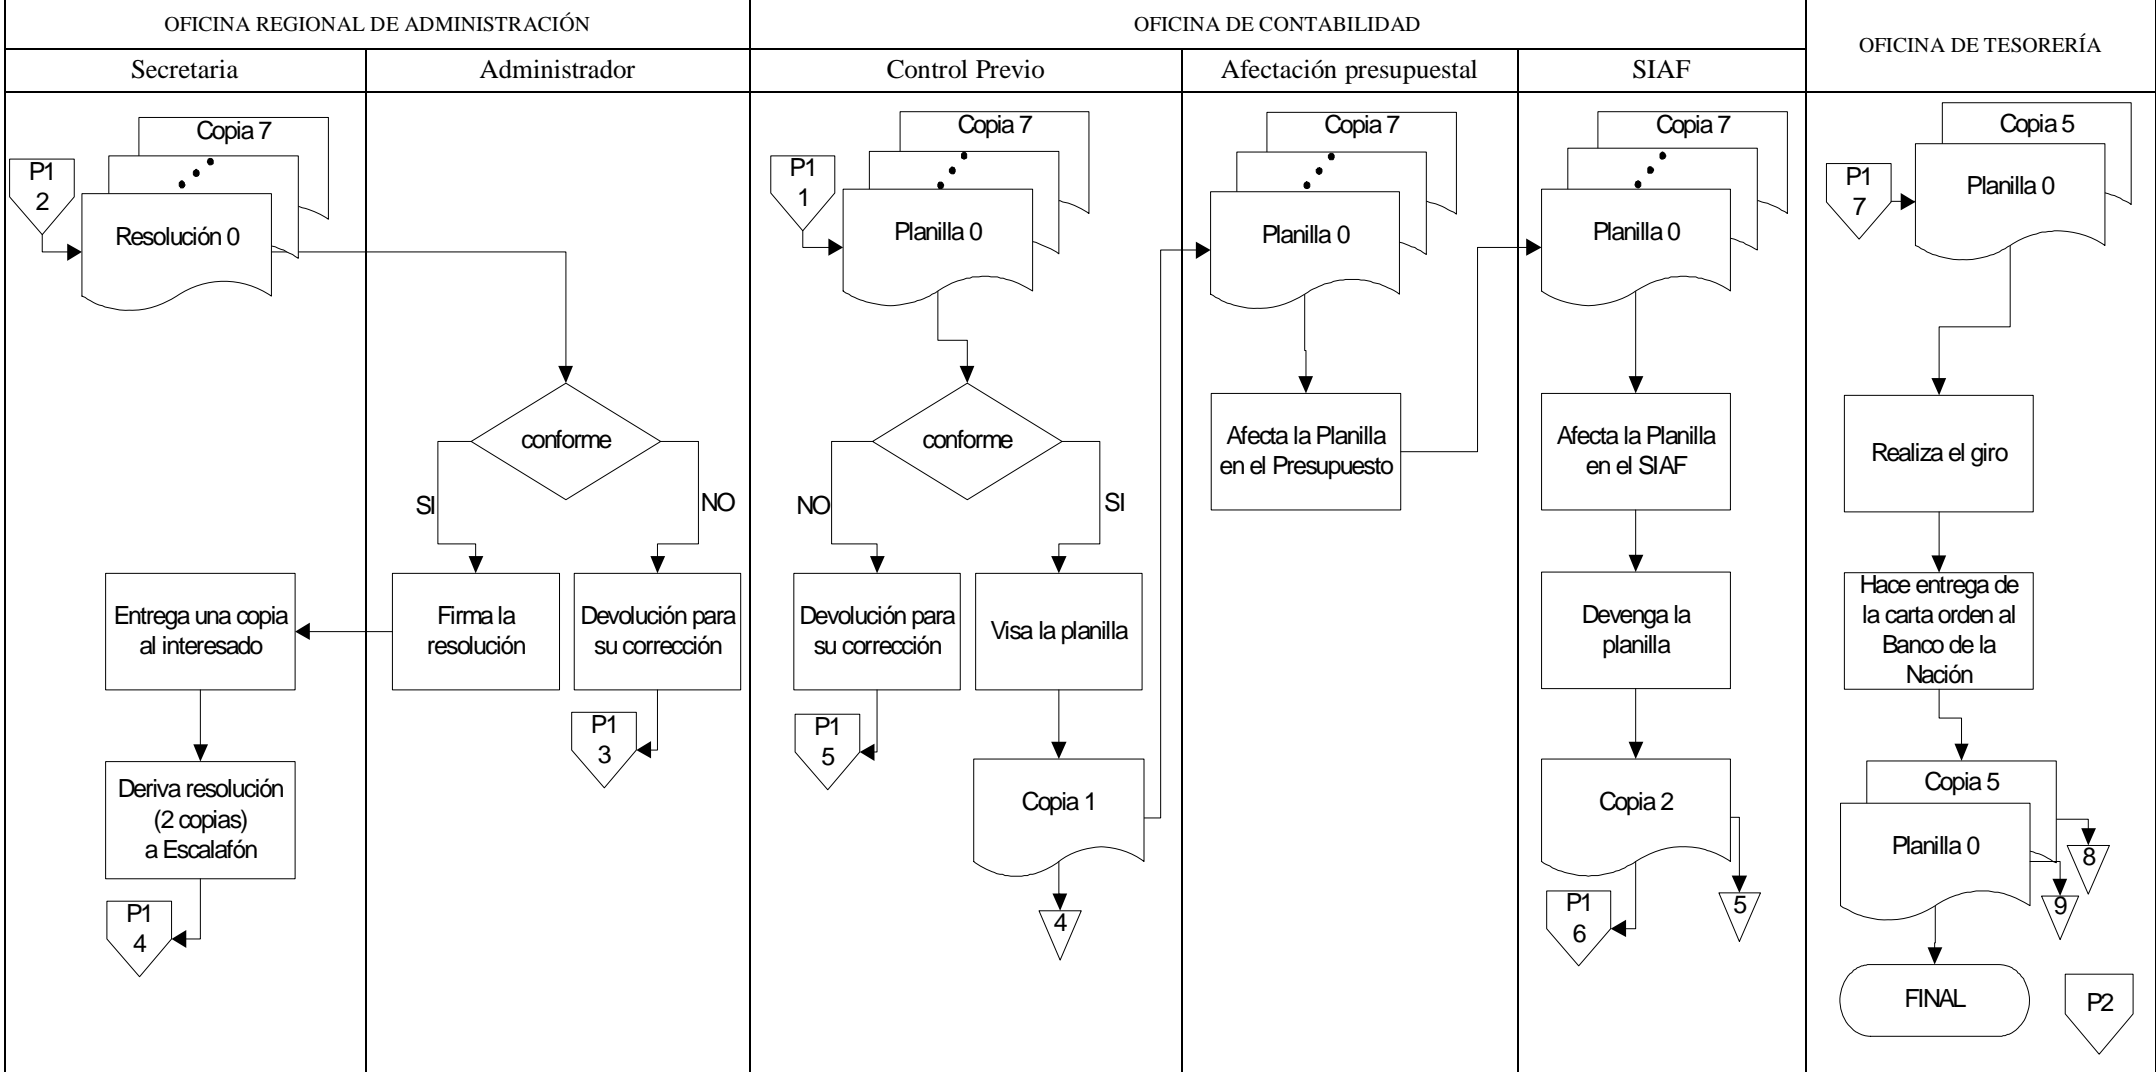 OFICINA REGIONAL DE ADMINISTRACIÓN
OFICINA DE CONTABILIDAD
OFICINA DE TESORERÍA
Secretaria
Administrador
Control Previo
Afectación presupuestal
SIAF
Copia 7
P1
2
Resolución 0
Entrega una copia
al interesado
Deriva resolución
(2 copias)
a Escalafón
P1
4
conforme
SI
NO
Firma la
resolución
Devolución para
su corrección
P1
3
Copia 7
P1
1
Planilla 0
conforme
NO
SI
Devolución para
su corrección
Visa la planilla
P1
5
Copia 1
4
Copia 7
Planilla 0
Afecta la Planilla
en el Presupuesto
Copia 7
Planilla 0
Afecta la Planilla
en el SIAF
Devenga la
planilla
Copia 2
P1
6
5
Copia 5
P1
7
Planilla 0
Realiza el giro
Hace entrega de
la carta orden al
Banco de la
Nación
Copia 5
Planilla 0
8
9
FINAL
P2